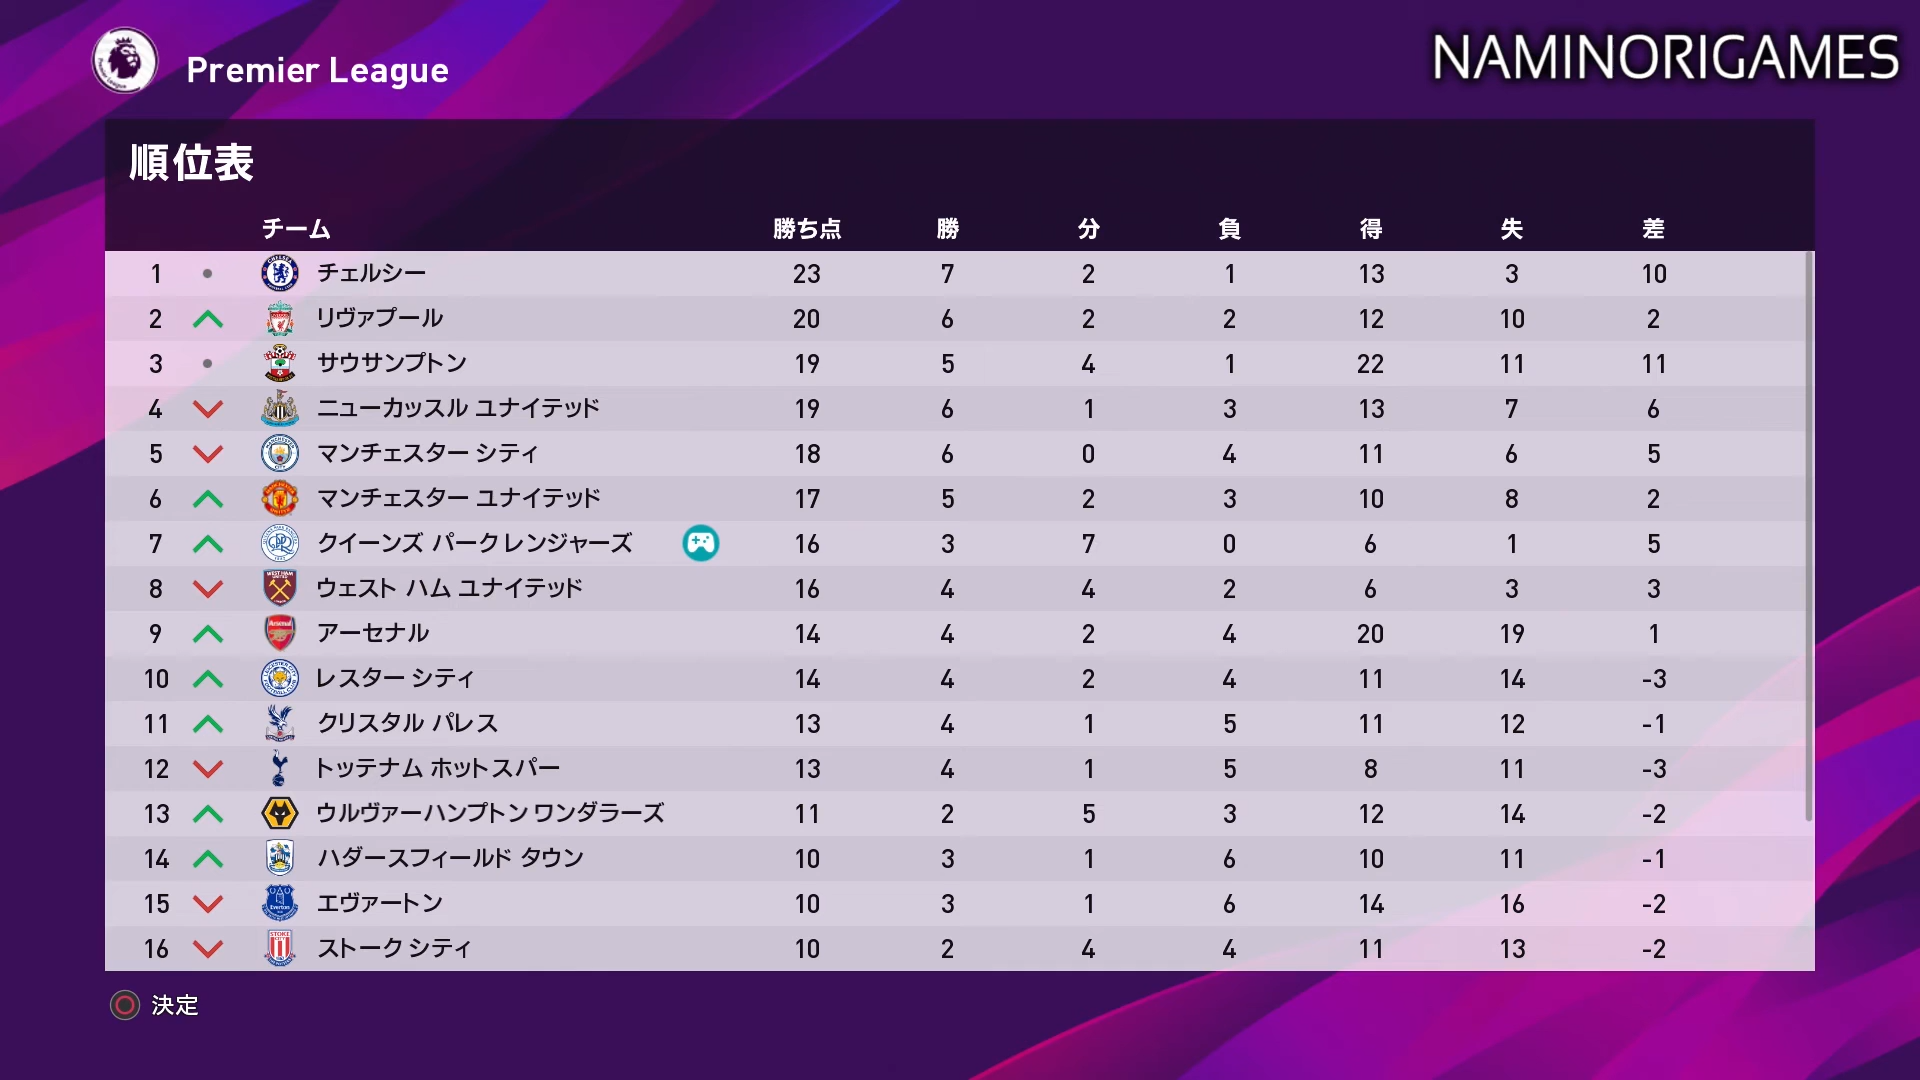 Premier League
NAMINORIGAMES
順位表
チーム 勝ち点 勝 分 負 得 失 差
1 チェルシー 23 7 2 1 13 3 10
2 リヴァプール 20 6 2 2 12 10 2
3 サウサンプトン 19 5 4 1 22 11 11
4 ニューカッスル ユナイテッド 19 6 1 3 13 7 6
5 マンチェスター シティ 18 6 0 4 11 6 5
6 マンチェスター ユナイテッド 17 5 2 3 10 8 2
7 クイーンズ パーク レンジャーズ 16 3 7 0 6 1 5
8 ウェスト ハム ユナイテッド 16 4 4 2 6 3 3
9 アーセナル 14 4 2 4 20 19 1
10 レスター シティ 14 4 2 4 11 14 -3
11 クリスタル パレス 13 4 1 5 11 12 -1
12 トッテナム ホットスパー 13 4 1 5 8 11 -3
13 ウルヴァーハンプトン ワンダラーズ 11 2 5 3 12 14 -2
14 ハダースフィールド タウン 10 3 1 6 10 11 -1
15 エヴァートン 10 3 1 6 14 16 -2
16 ストーク シティ 10 2 4 4 11 13 -2
決定